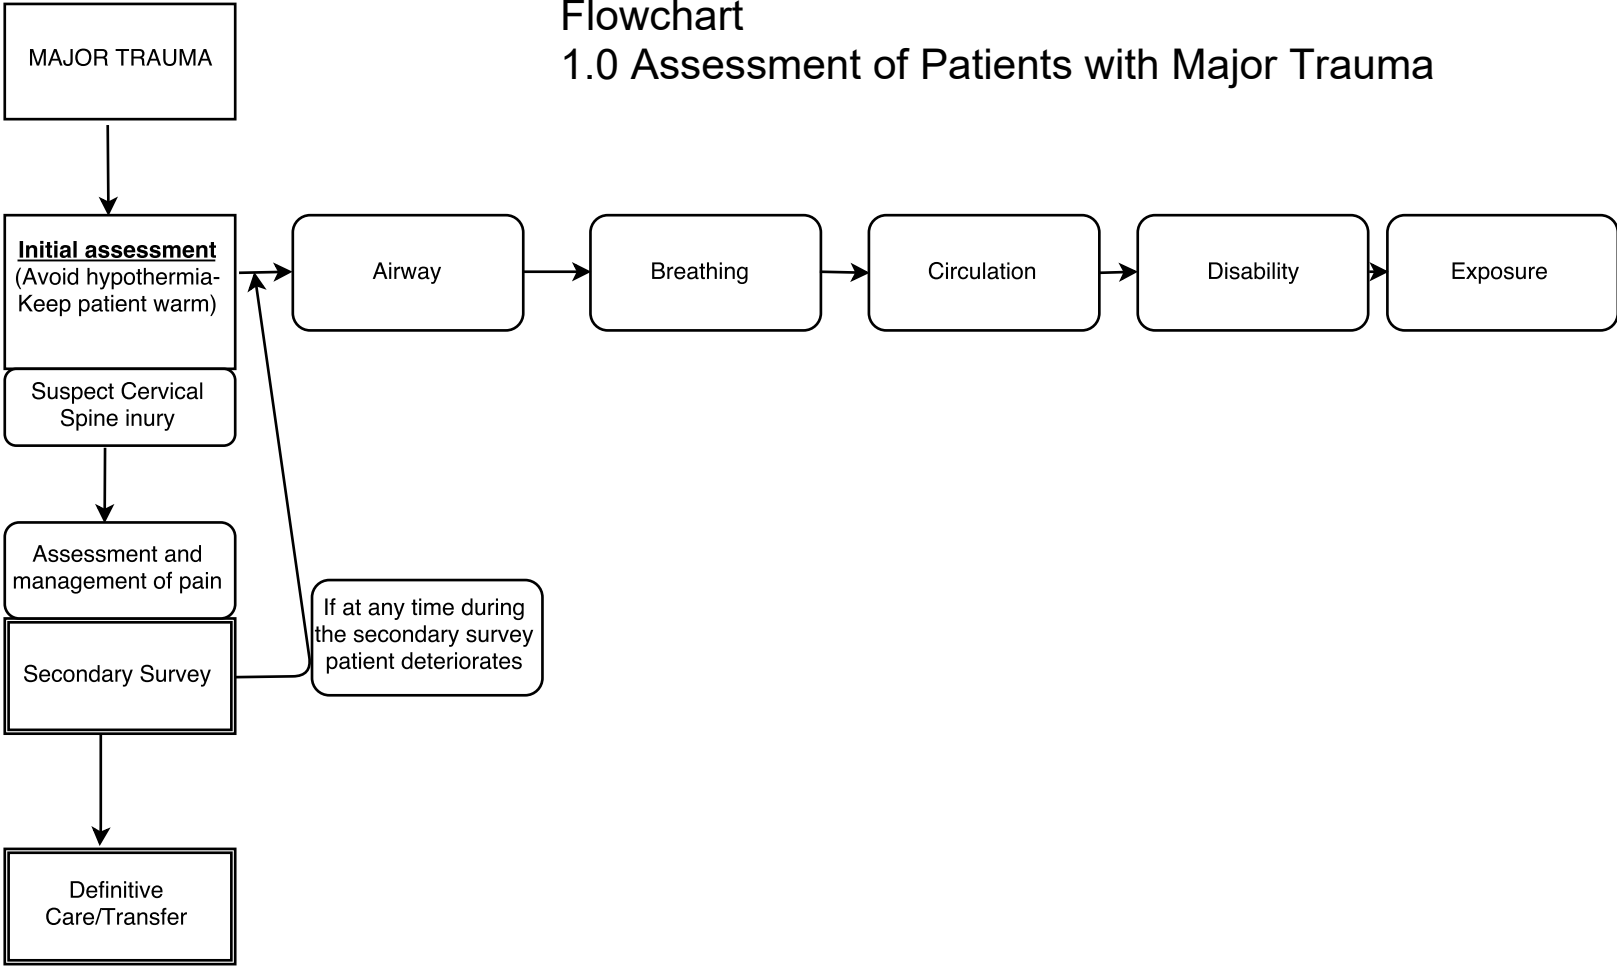 Flowchart
1.0 Assessment of Patients with Major Trauma
MAJOR TRAUMA
Initial assessment
(Avoid hypothermia-
Keep patient warm)
Airway
Breathing
Circulation
Disability
Exposure
Suspect Cervical
Spine inury
Assessment and
management of pain
If at any time during
the secondary survey
patient deteriorates
Secondary Survey
Definitive
Care/Transfer